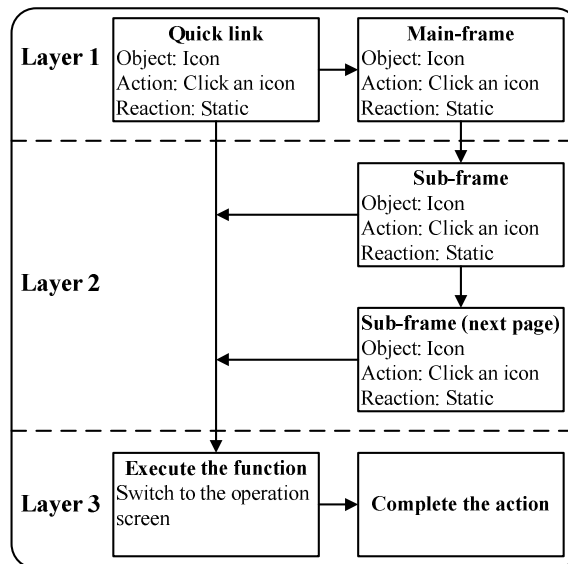 Layer 1
Quick link
Object: Icon
Action: Click an icon
Reaction: Static
Main-frame
Object: Icon
Action: Click an icon
Reaction: Static
Layer 2
Sub-frame
Object: Icon
Action: Click an icon
Reaction: Static
Sub-frame (next page)
Object: Icon
Action: Click an icon
Reaction: Static
Layer 3
Execute the function
Switch to the operation
screen
Complete the action